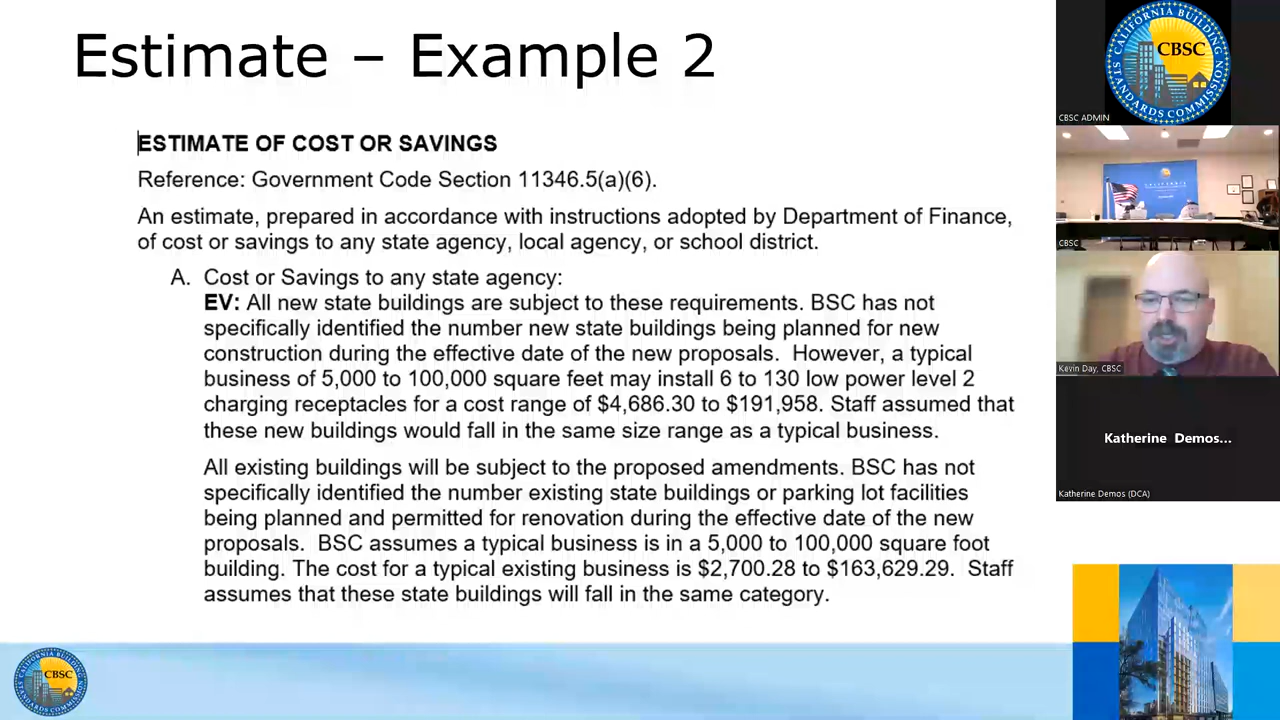 Estimate – Example 2
ESTIMATE OF COST OR SAVINGS
Reference: Government Code Section 11346.5(a)(6).
An estimate, prepared in accordance with instructions adopted by Department of Finance,
of cost or savings to any state agency, local agency, or school district.
A. Cost or Savings to any state agency:
EV: All new state buildings are subject to these requirements. BSC has not
specifically identified the number new state buildings being planned for new
construction during the effective date of the new proposals. However, a typical
business of 5,000 to 100,000 square feet may install 6 to 130 low power level 2
charging receptacles for a cost range of $4,686.30 to $191,958. Staff assumed that
these new buildings would fall in the same size range as a typical business.
All existing buildings will be subject to the proposed amendments. BSC has not
specifically identified the number existing state buildings or parking lot facilities
being planned and permitted for renovation during the effective date of the new
proposals. BSC assumes a typical business is in a 5,000 to 100,000 square foot
building. The cost for a typical existing business is $2,700.28 to $163,629.29. Staff
assumes that these state buildings will fall in the same category.
CALIFORNIA BUILDING STANDARDS COMMISSION
CBSC
CBSC ADMIN
CBSC
Kevin Day, CBSC
Katherine Demos...
Katherine Demos (DCA)
CALIFORNIA BUILDING STANDARDS COMMISSION
CBSC